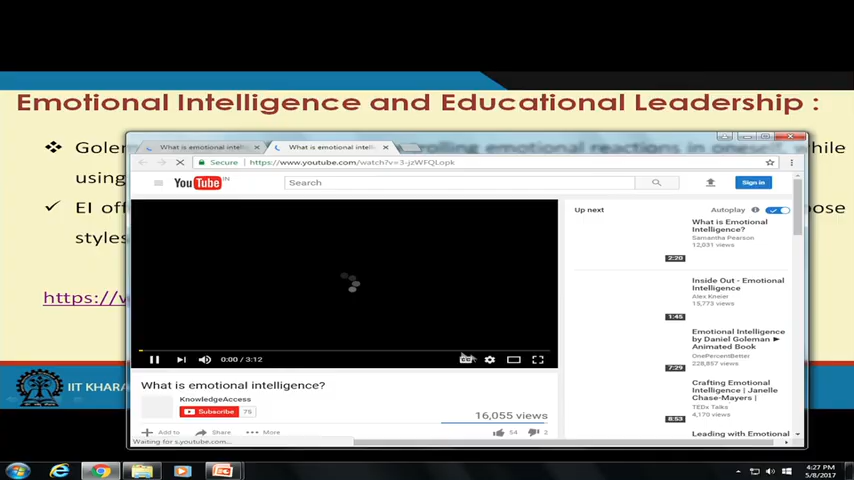 Emotional Intelligence and Educational Leadership :
Golem
rolling emotional reactions in oneself, while
using
EI off
pose
styles
https://w
IIT KHARA
What is emotional intelli
What is emotional intelli
Secure
https://www.youtube.com/watch?v=3-jzWFQLopk
YouTube IN
Search
Sign in
Up next
Autoplay
What is Emotional
Intelligence?
Samantha Pearson
12,031 views
2:20
Inside Out - Emotional
Intelligence
Alex Kneier
15,773 views
1:45
Emotional Intelligence
by Daniel Goleman ►
Animated Book
OnePercentBetter
228,857 views
7:29
Crafting Emotional
Intelligence | Janelle
Chase-Mayers |
TEDx Talks
4,170 views
8:53
Leading with Emotional
0:00 / 3:12
What is emotional intelligence?
KnowledgeAccess
Subscribe 75
16,055 views
Add to Share More
54 2
Waiting for s.youtube.com...
4:27 PM
5/8/2017